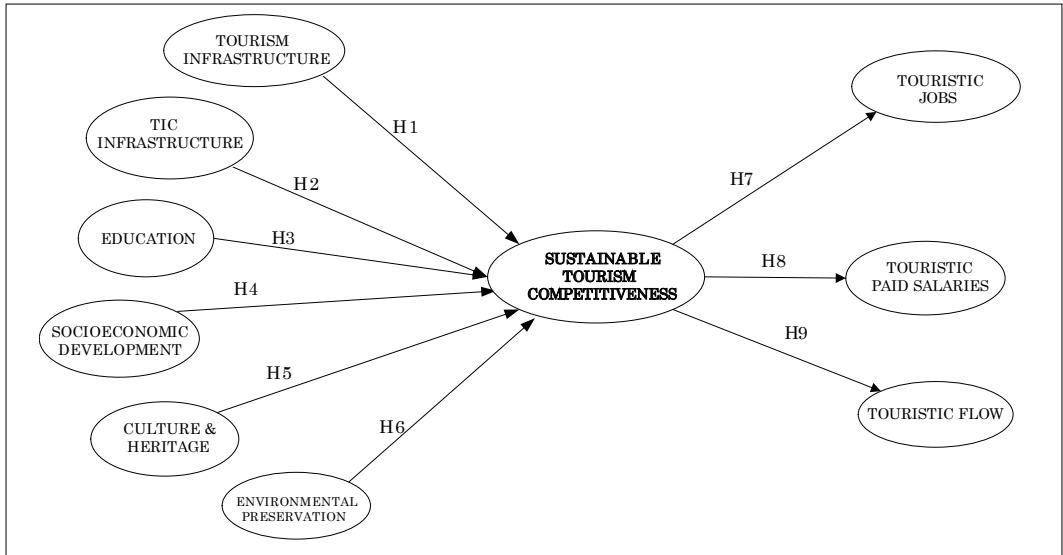 TOURISM
INFRASTRUCTURE
H1
TIC
INFRASTRUCTURE
H2
EDUCATION
H3
SOCIOECONOMIC
DEVELOPMENT
H4
CULTURE &
HERITAGE
H5
ENVIRONMENTAL
PRESERVATION
H6
SUSTAINABLE
TOURISM
COMPETITIVENESS
H7
TOURISTIC
JOBS
H8
TOURISTIC
PAID SALARIES
H9
TOURISTIC FLOW